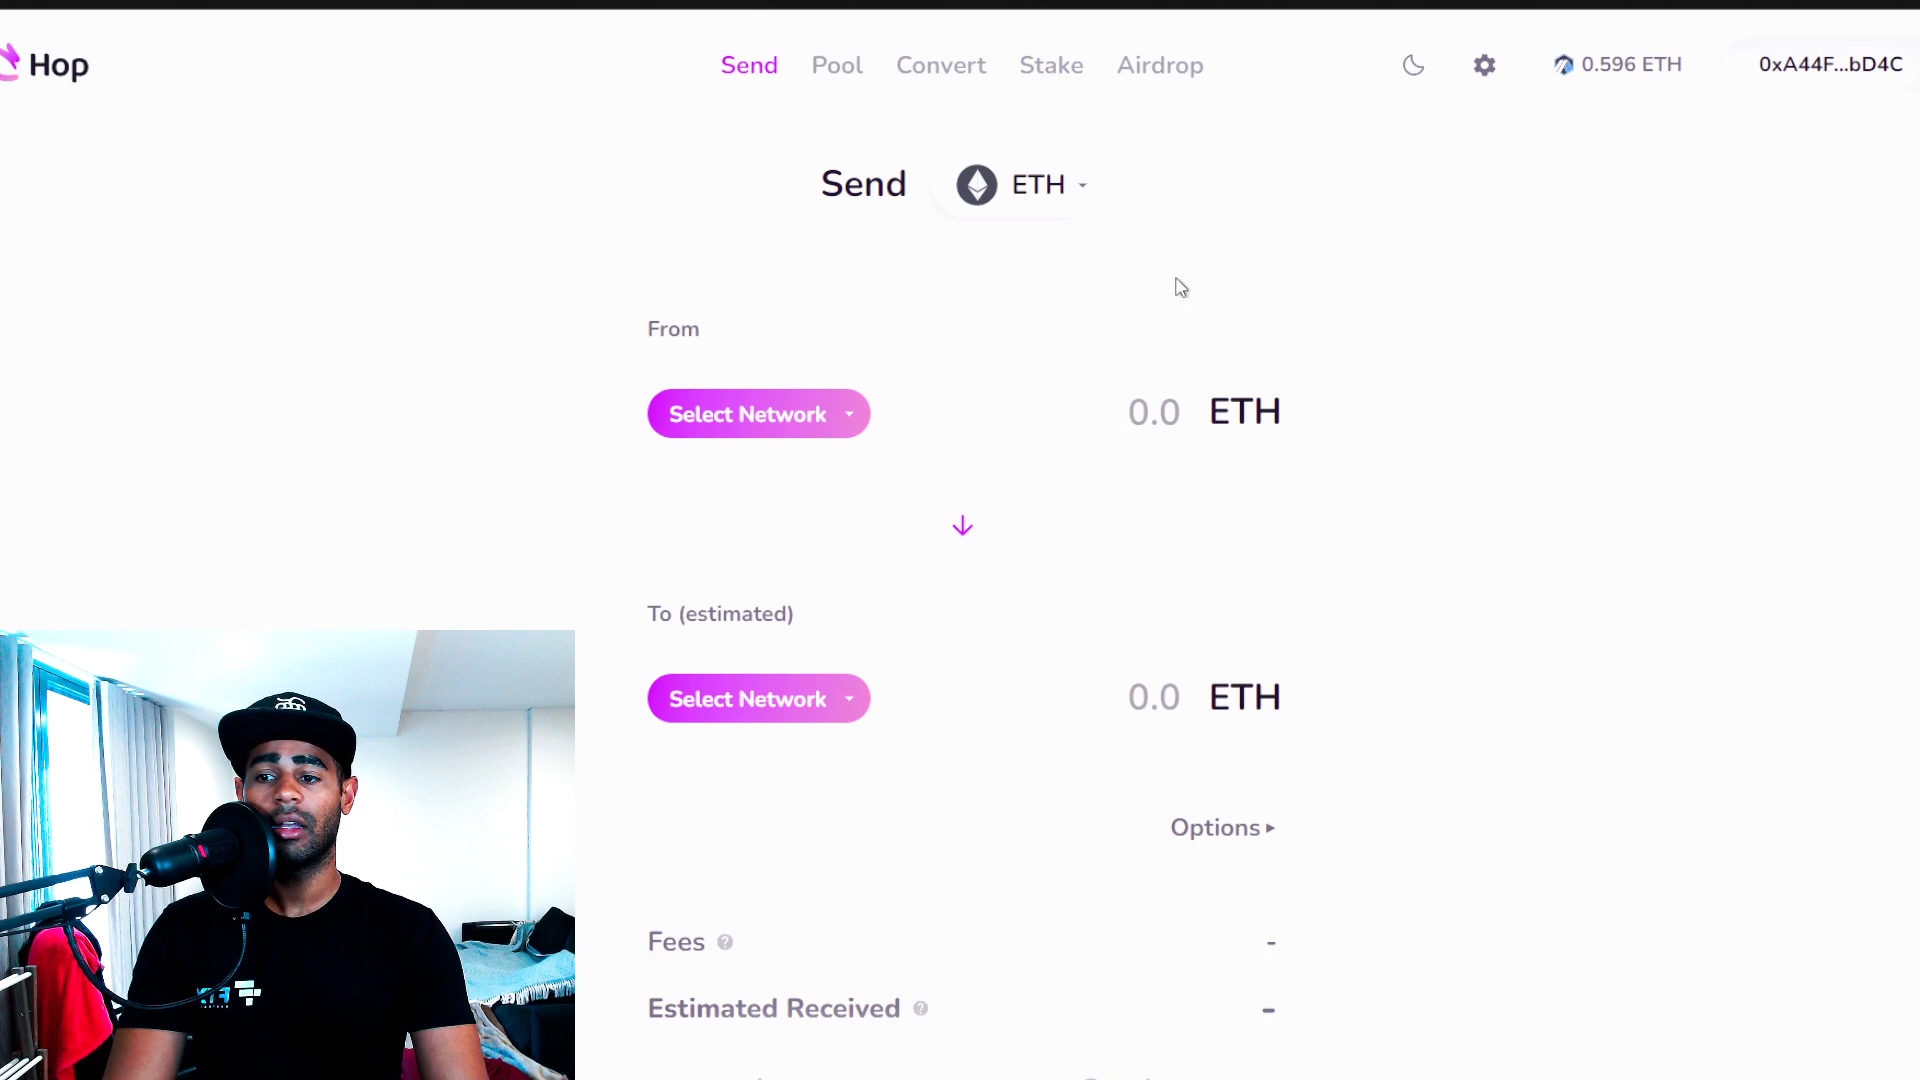 Hop
Send Pool Convert Stake Airdrop
0.596 ETH
0xA44F...bD4C
Send ETH
From
Select Network 0.0 ETH
To (estimated)
Select Network 0.0 ETH
Options
Fees ? -
Estimated Received ? -